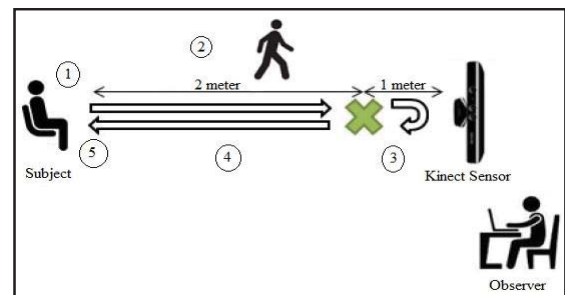 2
1
2 meter
1 meter
5
4
3
Subject
Kinect Sensor
Observer